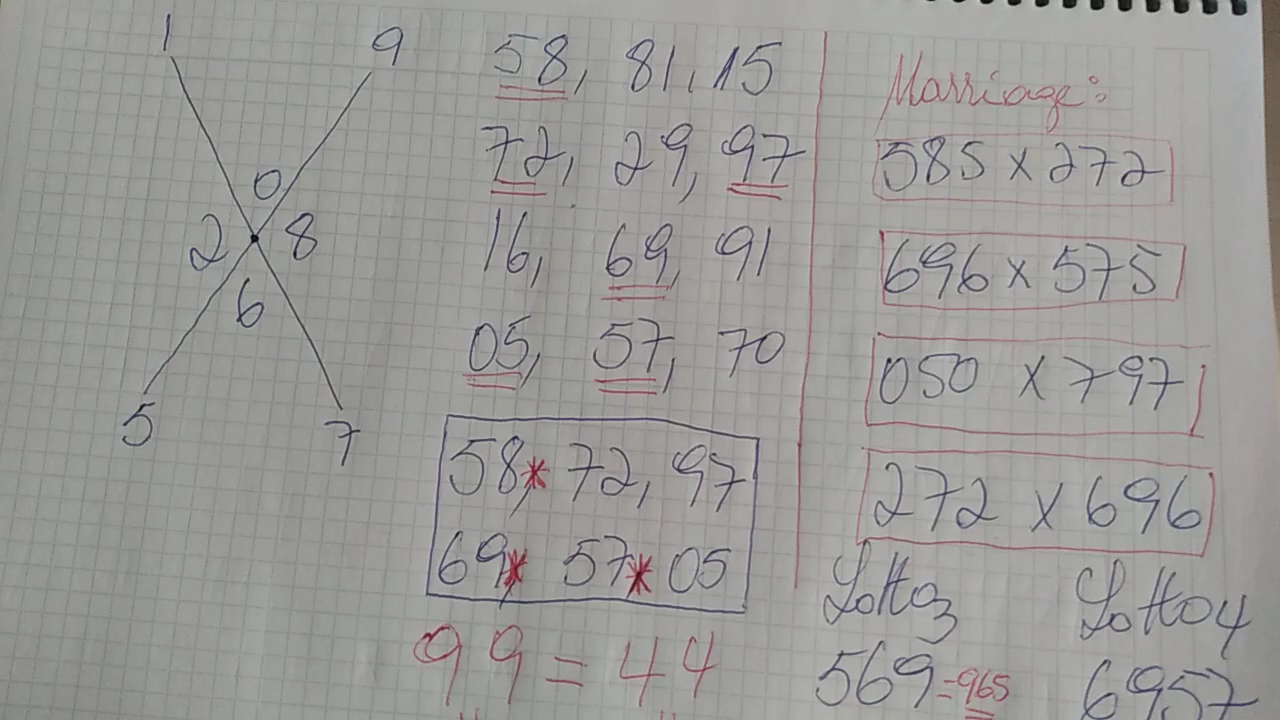 1 9
0
2 8
6
5 7
58, 81, 15
72, 29, 97
16, 69, 91
05, 57, 70
58,* 72, 97
69,* 57* 05
99 = 44
Marriage:
585 x 272
696 x 575
050 x 797
272 x 696
Lotto3 Lotto4
569=965 6957